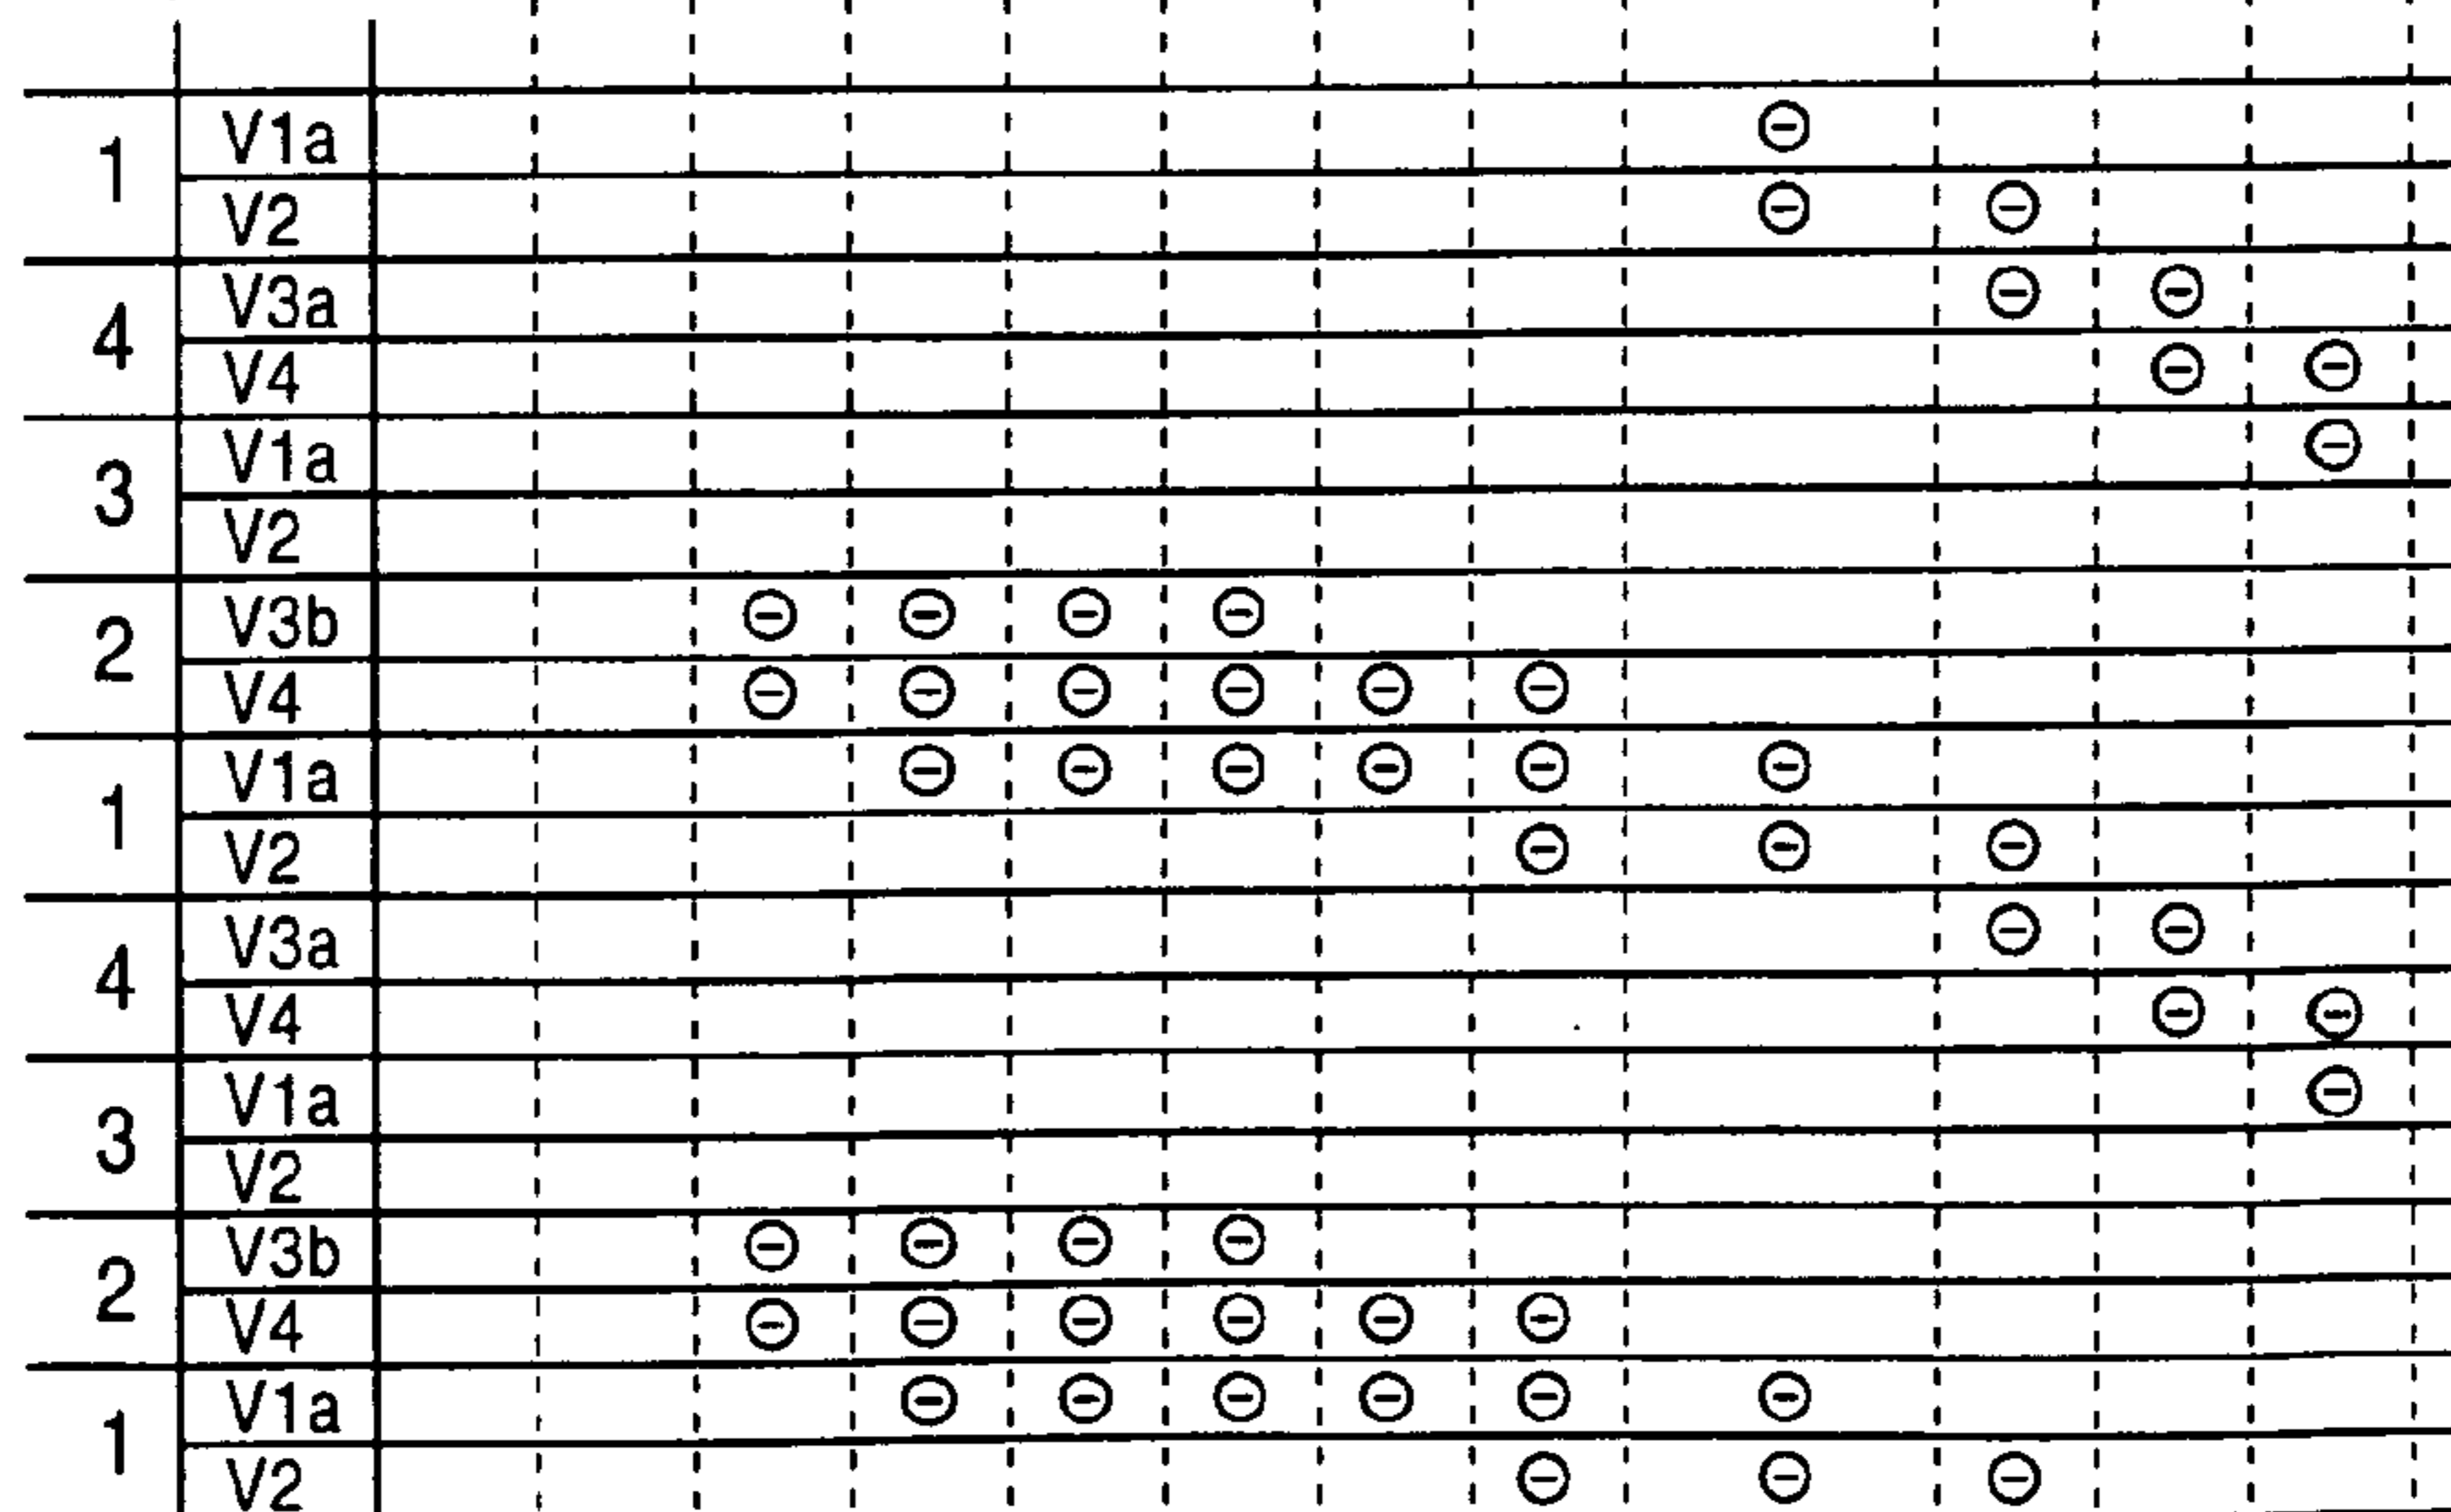 1 V1a ⊖
V2 ⊖ ⊖
4 V3a ⊖ ⊖
V4 ⊖ ⊖
3 V1a ⊖
V2
2 V3b ⊖ ⊖ ⊖ ⊖
V4 ⊖ ⊖ ⊖ ⊖ ⊖ ⊖
1 V1a ⊖ ⊖ ⊖ ⊖ ⊖ ⊖
V2 ⊖ ⊖ ⊖
4 V3a ⊖ ⊖
V4 ⊖ ⊖
3 V1a ⊖
V2
2 V3b ⊖ ⊖ ⊖ ⊖
V4 ⊖ ⊖ ⊖ ⊖ ⊖ ⊖
1 V1a ⊖ ⊖ ⊖ ⊖ ⊖ ⊖
V2 ⊖ ⊖ ⊖